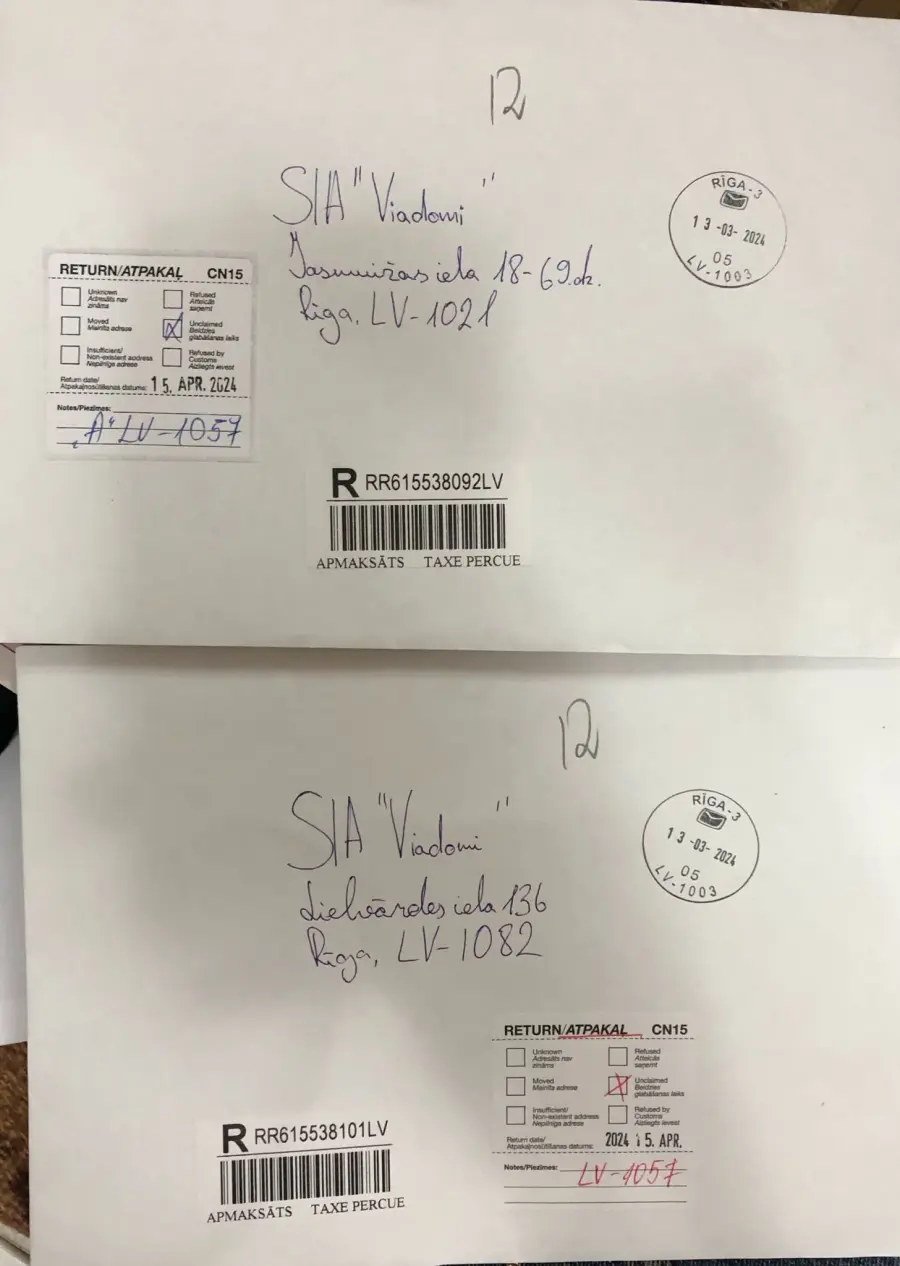 12
SIA "Viadomi"
Jasmuižas iela 18-69.dz.
Rīga, LV-1021
RĪGA-3
13-03-2024
05
LV-1003
RETURN/ATPAKAĻ CN15
Unknown
Adresāts nav
zināms
Refused
Atteicās
saņemt
Moved
Mainīta adrese
Unclaimed
Beidzies
glabāšanas laiks
Insufficient/
Non-existent address
Nepilnīga adrese
Refused by
Customs
Aizliegts ievest
Return date/
Atpakaļnosūtīšanas datums: 15. APR. 2024
Notes/Piezīmes:
"A" LV-1057
R RR615538092LV
APMAKSĀTS TAXE PERCUE
12
SIA "Viadomi"
Lielvārdes iela 136
Rīga, LV-1082
RĪGA-3
13-03-2024
05
LV-1003
RETURN/ATPAKAĻ CN15
Unknown
Adresāts nav
zināms
Refused
Atteicās
saņemt
Moved
Mainīta adrese
Unclaimed
Beidzies
glabāšanas laiks
Insufficient/
Non-existent address
Nepilnīga adrese
Refused by
Customs
Aizliegts ievest
Return date/
Atpakaļnosūtīšanas datums: 2024 15. APR.
Notes/Piezīmes: LV-1057
R RR615538101LV
APMAKSĀTS TAXE PERCUE